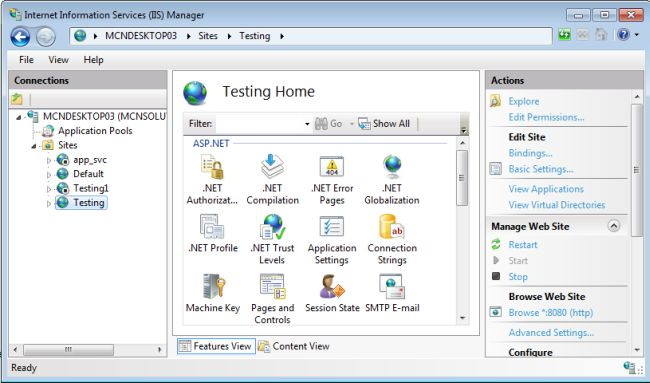 Internet Information Services (IIS) Manager
MCNDESKTOP03 Sites Testing
File View Help
Connections
MCNDESKTOP03 (MCNSOLU
Application Pools
Sites
app_svc
Default
Testing1
Testing
Testing Home
Filter: Go Show All
ASP.NET
.NET Authorizat...
.NET Compilation
.NET Error Pages
404
.NET Globalization
.NET Profile
.NET Trust Levels
Application Settings
ab
Connection Strings
Machine Key
Pages and Controls
Session State
SMTP E-mail
Features View Content View
Actions
Explore
Edit Permissions...
Edit Site
Bindings...
Basic Settings...
View Applications
View Virtual Directories
Manage Web Site
Restart
Start
Stop
Browse Web Site
Browse *:8080 (http)
Advanced Settings...
Configure
Ready